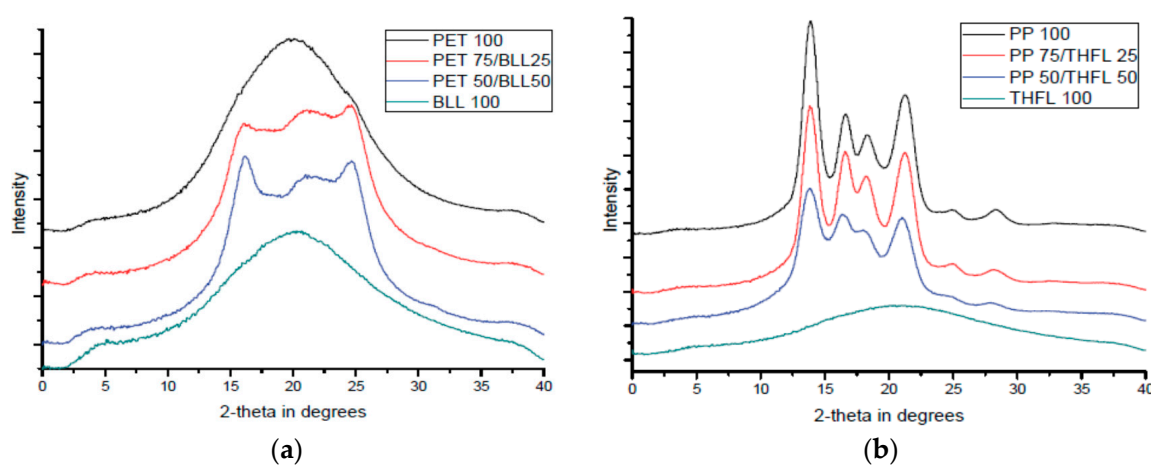 PET 100
PET 75/BLL25
PET 50/BLL50
BLL 100
Intensity
0 5 10 15 20 25 30 35 40
2-theta in degrees
(a)
PP 100
PP 75/THFL 25
PP 50/THFL 50
THFL 100
Intensity
0 5 10 15 20 25 30 35 40
2-theta in degrees
(b)